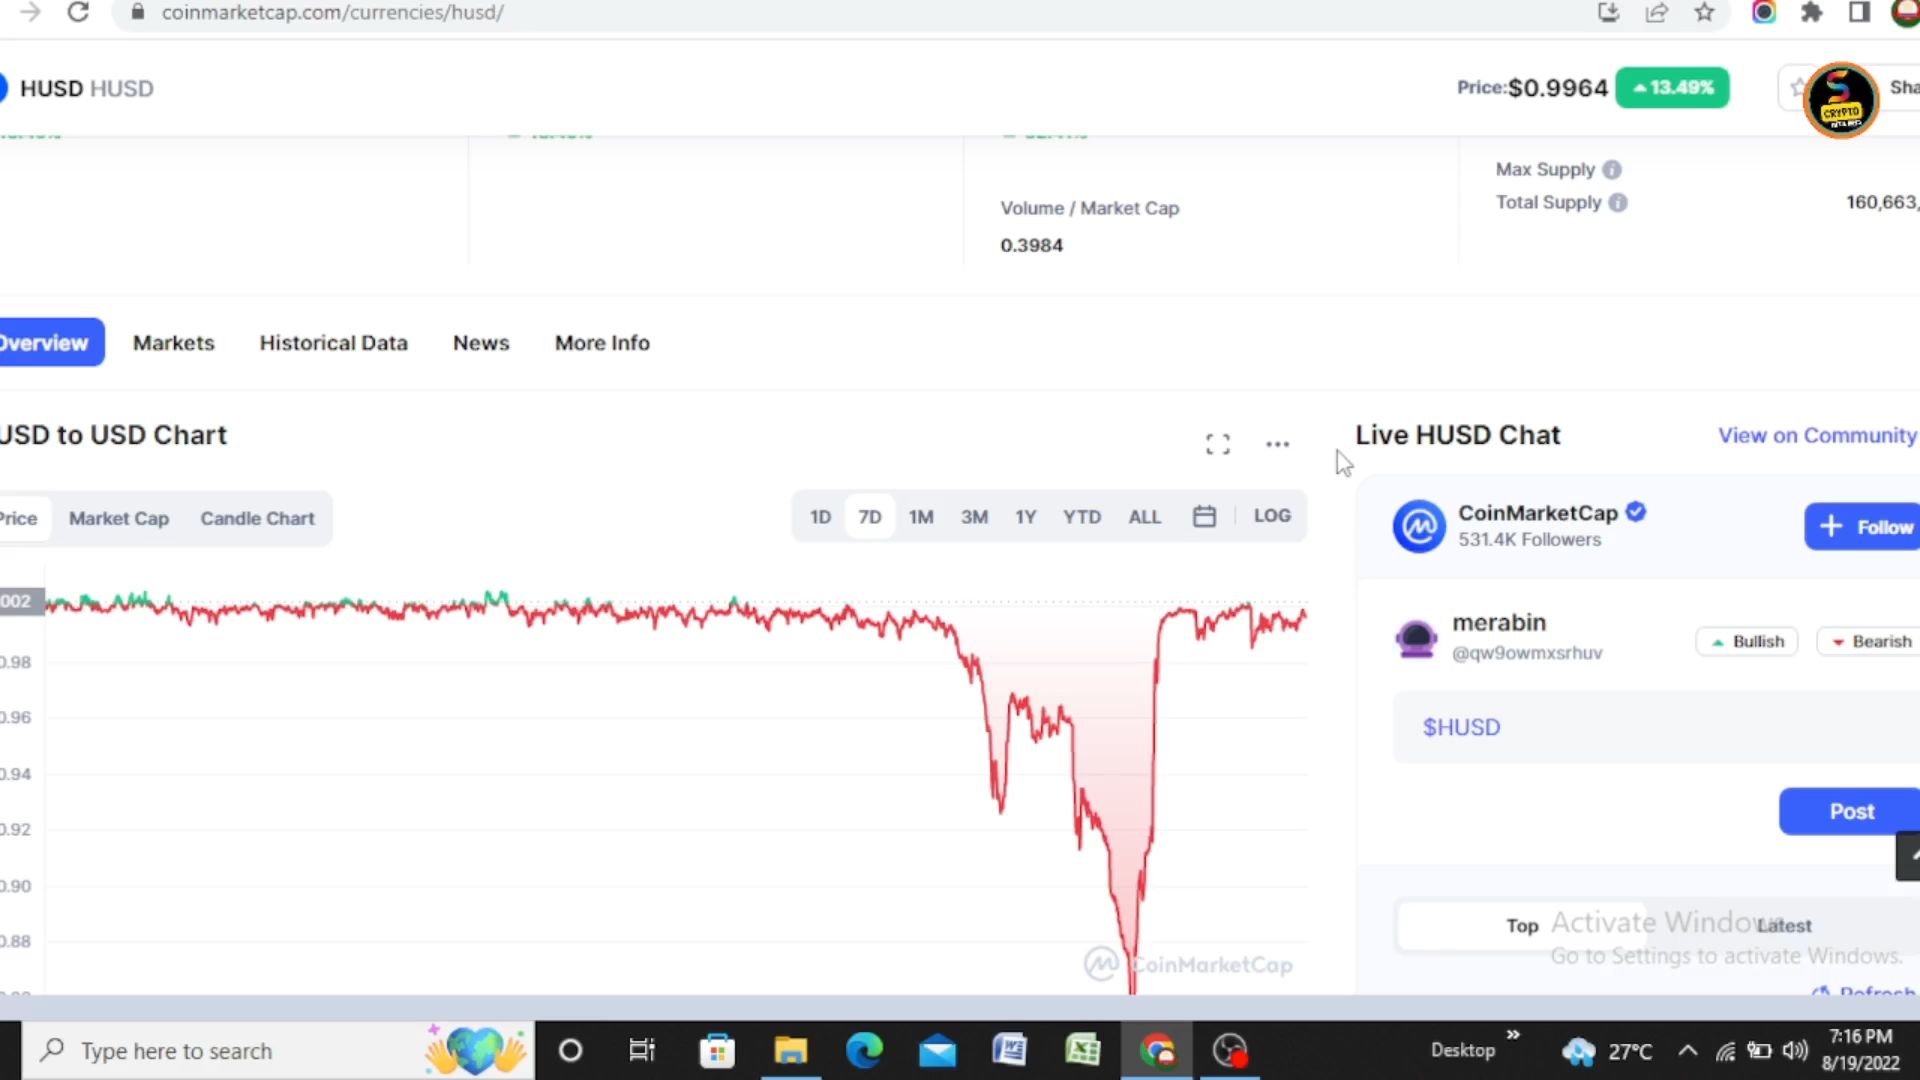 coinmarketcap.com/currencies/husd/
HUSD HUSD
Price:$0.9964 13.49%
CRYPTO
Sha
Max Supply
Total Supply 160,663,
Volume / Market Cap
0.3984
Overview Markets Historical Data News More Info
USD to USD Chart
Live HUSD Chat View on Community
Price Market Cap Candle Chart
1D 7D 1M 3M 1Y YTD ALL LOG
CoinMarketCap
531.4K Followers
+ Follow
002
0.98
0.96
0.94
0.92
0.90
0.88
merabin
@qw9owmxsrhuv
Bullish Bearish
$HUSD
Post
CoinMarketCap
Top Latest
Activate Windows
Go to Settings to activate Windows.
Refresh
Type here to search
Desktop
27°C
7:16 PM
8/19/2022